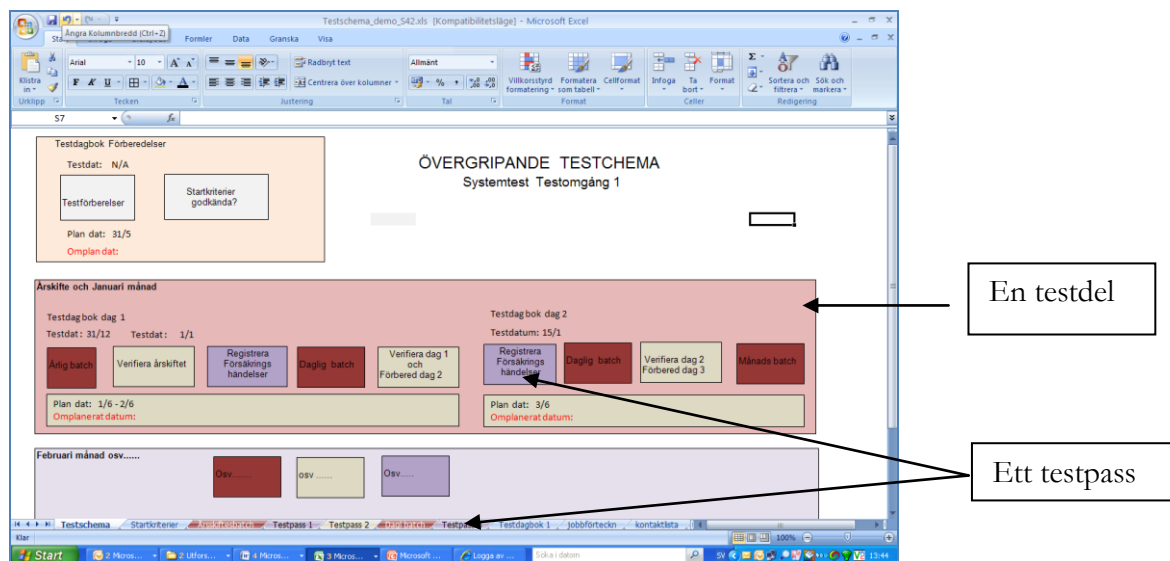 Testschema_demo_S42.xls [Kompatibilitetsläge] - Microsoft Excel
Ångra Kolumnbredd (Ctrl+Z)
Formler Data Granska Visa
Klistra in
Arial 10
F K U
Radbryt text
Centrera över kolumner
Allmänt
Villkorsstyrd formatering
Formatera som tabell
Cellformat
Infoga
Ta bort
Format
Sortera och filtrera
Sök och markera
Urklipp Tecken Justering Tal Format Celler Redigering
S7 fx
Testdagbok Förberedelser
Testdat: N/A
Testförberelser
Startkriterier
godkända?
Plan dat: 31/5
Omplan dat:
ÖVERGRIPANDE TESTCHEMA
Systemtest Testomgång 1
Årskifte och Januari månad
Testdag bok dag 1
Testdat: 31/12 Testdat: 1/1
Årlig batch
Verifiera årskiftet
Registrera
Försäkrings
händelser
Daglig batch
Verifiera dag 1
och
Förbered dag 2
Plan dat: 1/6 - 2/6
Omplanerat datum:
Testdag bok dag 2
Testdatum: 15/1
Registrera
Försäkrings
händelser
Daglig batch
Verifiera dag 2
Förbered dag 3
Månads batch
Plan dat: 3/6
Omplanerat datum:
Februari månad osv......
Osv.......
osv ......
Osv.....
En testdel
Ett testpass
Testschema Startkriterier Årskiftesbatch Testpass 1 Testpass 2 Dagl batch Testpass Testdagbok 1 jobbförteckn kontaktlista
Klar 100%
Start 2 Micros... 2 Utfors... 4 Micros... 3 Micros... Microsoft ... Logga av ... Söka i datorn SV 13:44